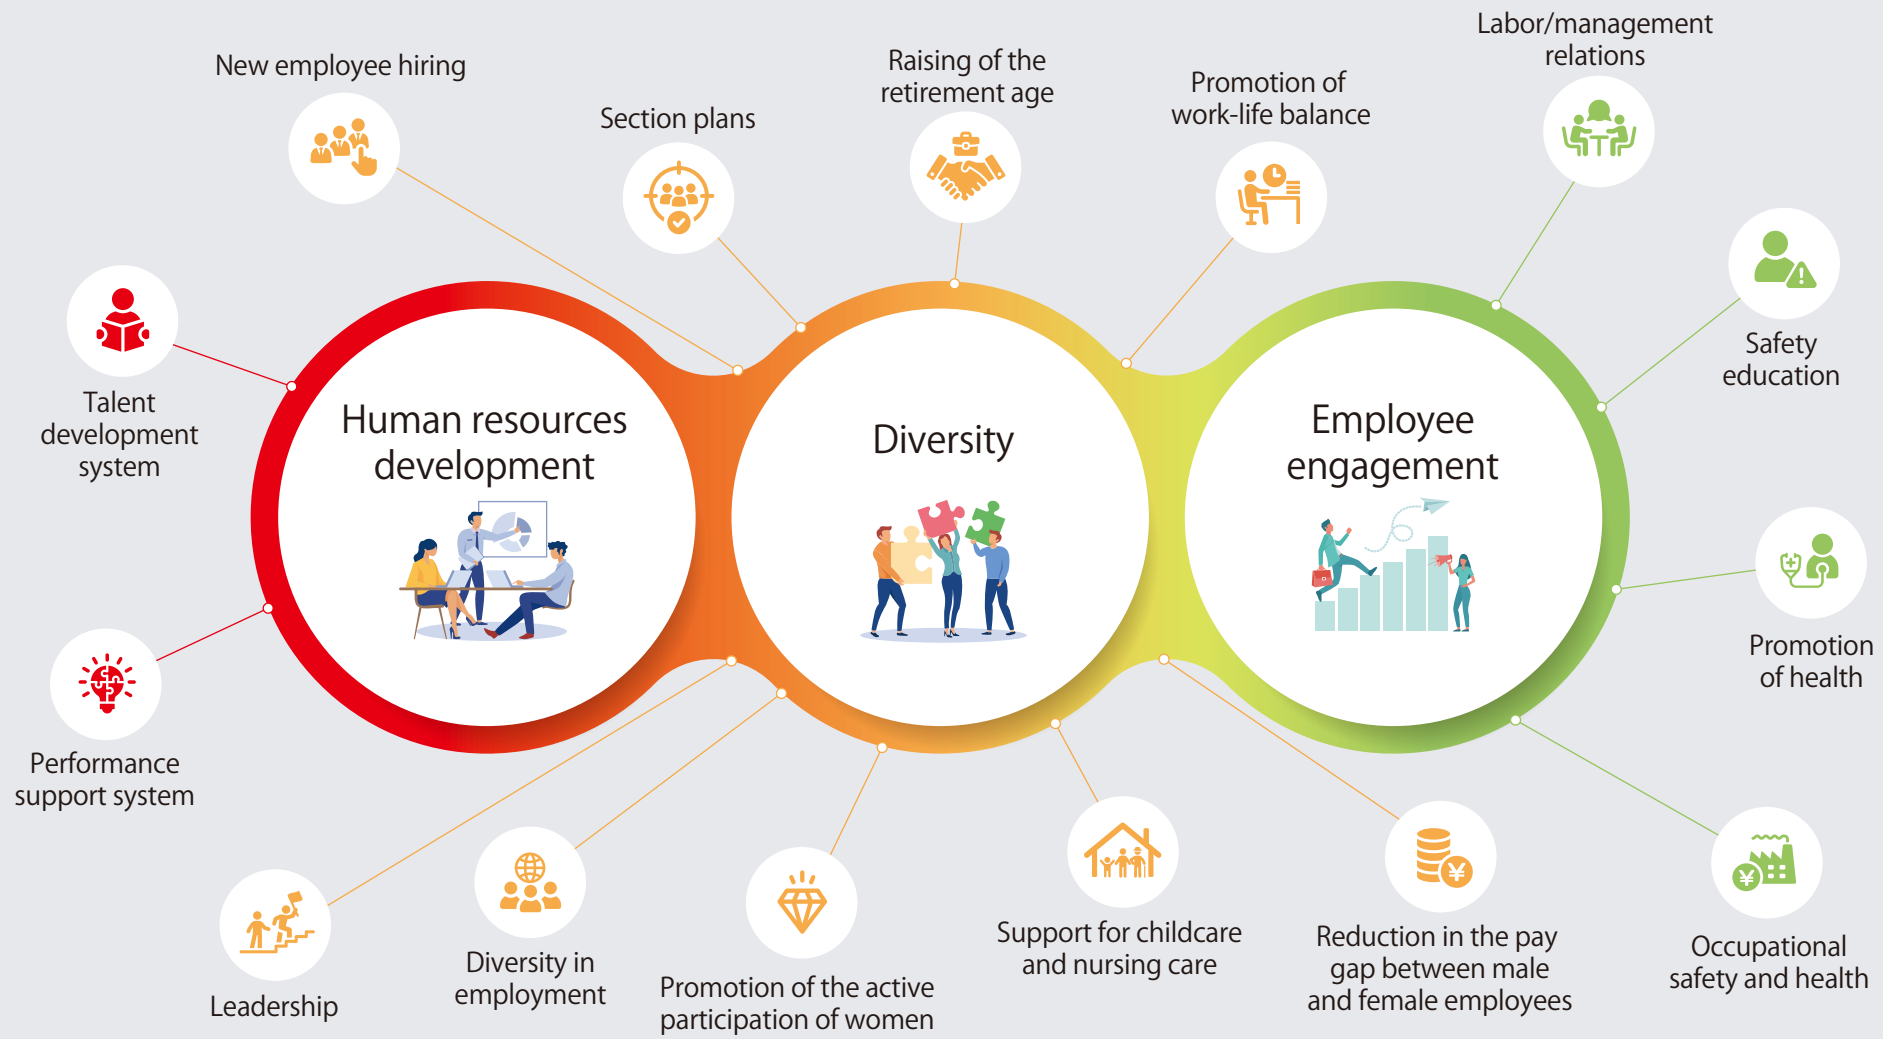 New employee hiring
Section plans
Raising of the
retirement age
Promotion of
work-life balance
Labor/management
relations
Talent
development
system
Human resources
development
Diversity
Employee
engagement
Safety
education
Performance
support system
Promotion
of health
Leadership
Diversity in
employment
Promotion of the active
participation of women
Support for childcare
and nursing care
¥
Reduction in the pay
gap between male
and female employees
¥
Occupational
safety and health